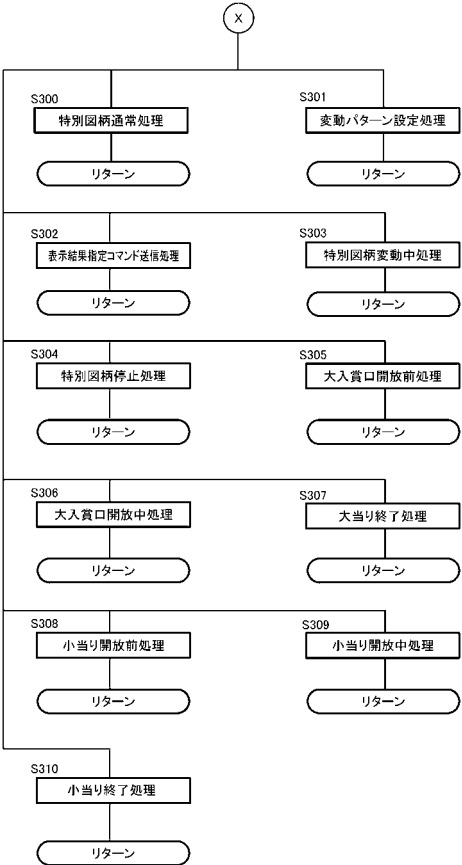 X
S300
特別図柄通常処理
リターン
S301
変動パターン設定処理
リターン
S302
表示結果指定コマンド送信処理
リターン
S303
特別図柄変動中処理
リターン
S304
特別図柄停止処理
リターン
S305
大入賞口開放前処理
リターン
S306
大入賞口開放中処理
リターン
S307
大当り終了処理
リターン
S308
小当り開放前処理
リターン
S309
小当り開放中処理
リターン
S310
小当り終了処理
リターン